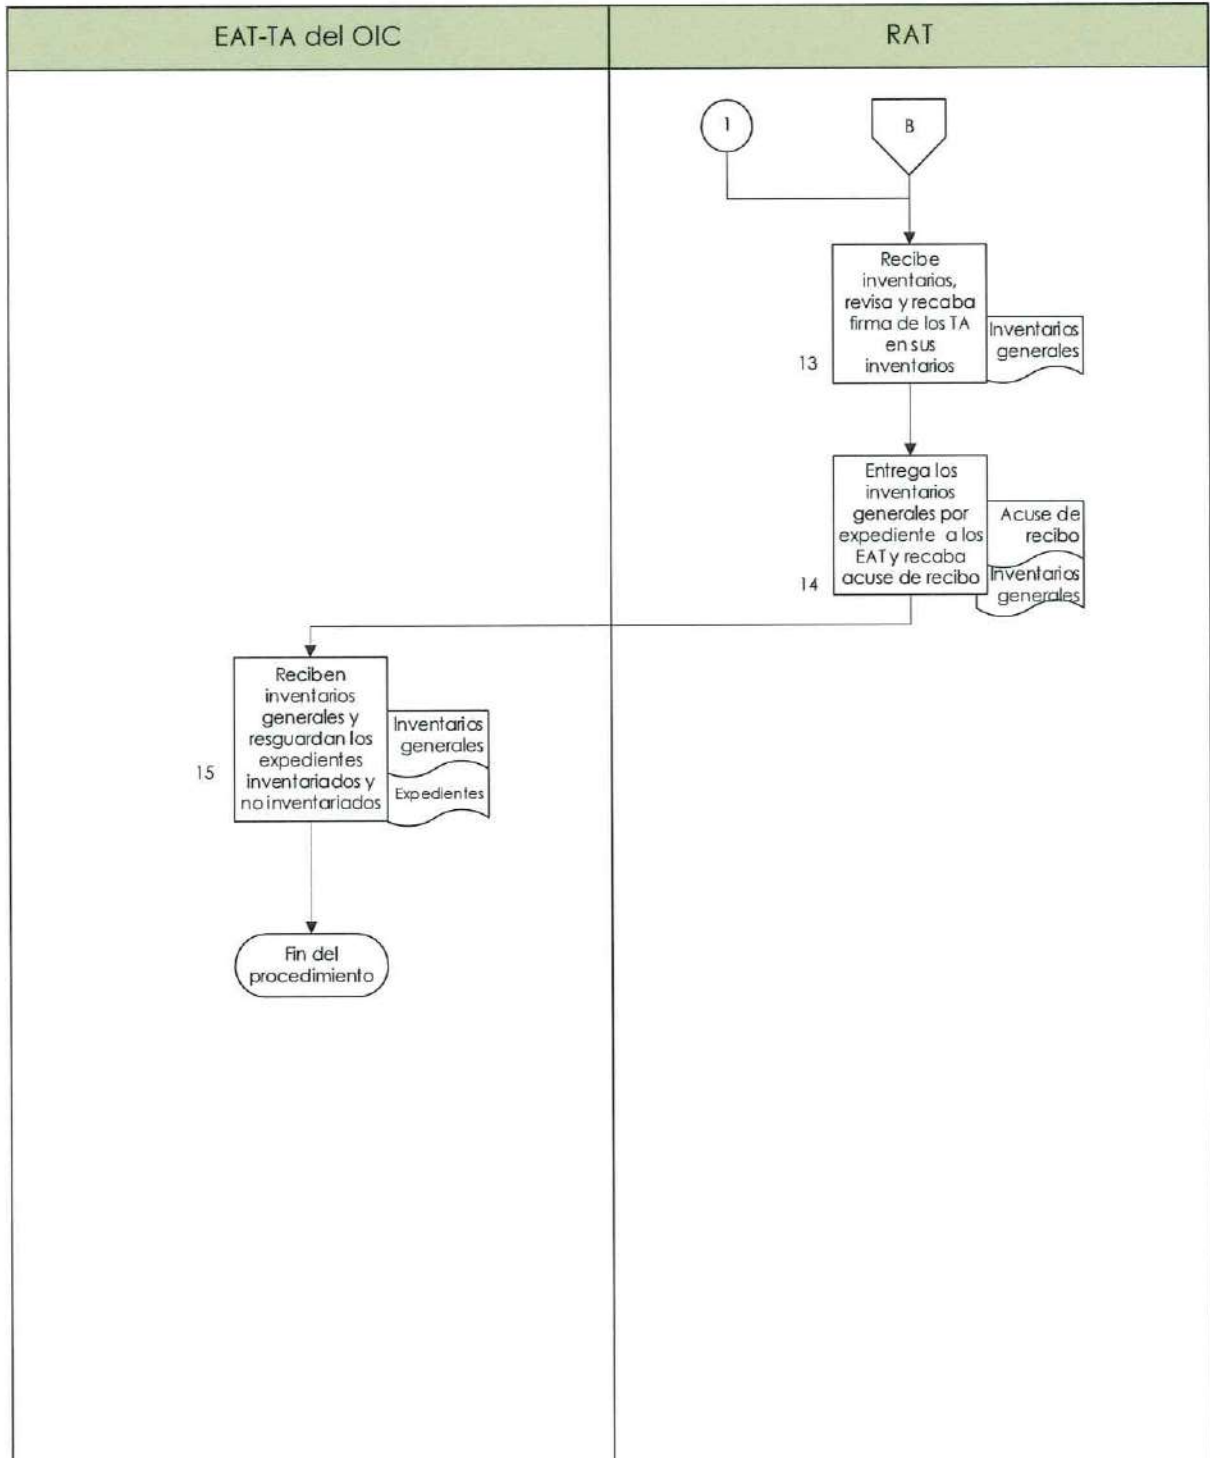 EAT-TA del OIC
RAT
1
B
Recibe
inventarios,
revisa y recaba
firma de los TA
en sus
inventarios
Inventarios
generales
13
Entrega los
inventarios
generales por
expediente a los
EAT y recaba
acuse de recibo
Acuse de
recibo
Inventarios
generales
14
Reciben
inventarios
generales y
resguardan los
expedientes
inventariados y
no inventariados
Inventarios
generales
Expedientes
15
Fin del
procedimiento